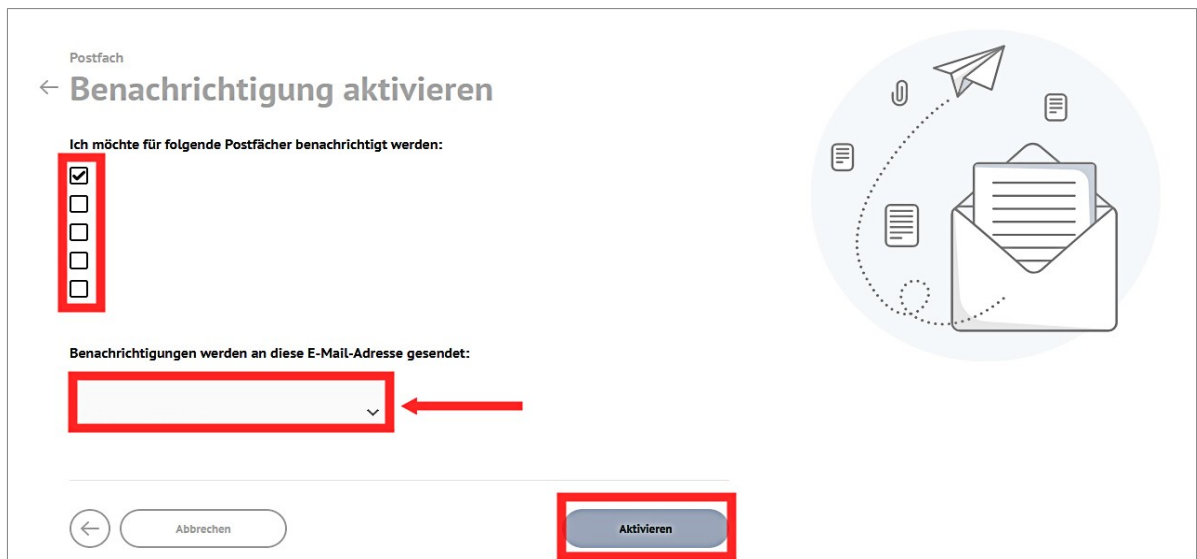 Postfach
Benachrichtigung aktivieren
Ich möchte für folgende Postfächer benachrichtigt werden:
Benachrichtigungen werden an diese E-Mail-Adresse gesendet:
Abbrechen
Aktivieren